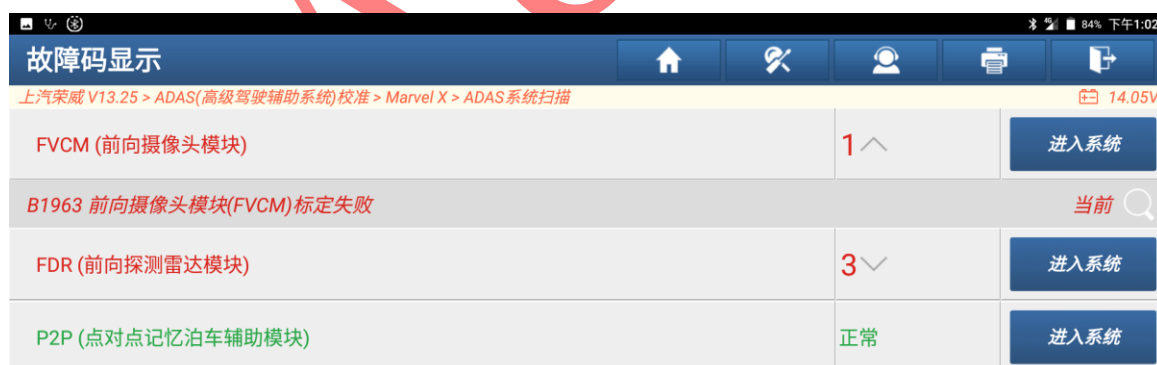 4G 84% 下午1:02
故障码显示
上汽荣威 V13.25 > ADAS(高级驾驶辅助系统)校准 > Marvel X > ADAS系统扫描 14.05V
FVCM (前向摄像头模块) 1 进入系统
B1963 前向摄像头模块(FVCM)标定失败 当前
FDR (前向探测雷达模块) 3 进入系统
P2P (点对点记忆泊车辅助模块) 正常 进入系统